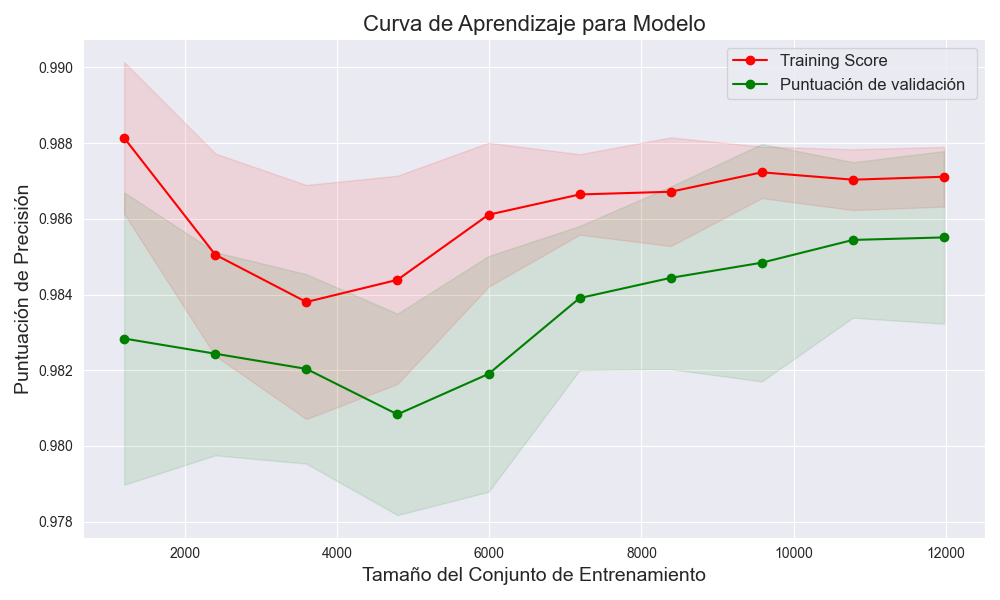 Curva de Aprendizaje para Modelo
Training Score
Puntuación de validación
Puntuación de Precisión
0.990
0.988
0.986
0.984
0.982
0.980
0.978
2000
4000
6000
8000
10000
12000
Tamaño del Conjunto de Entrenamiento